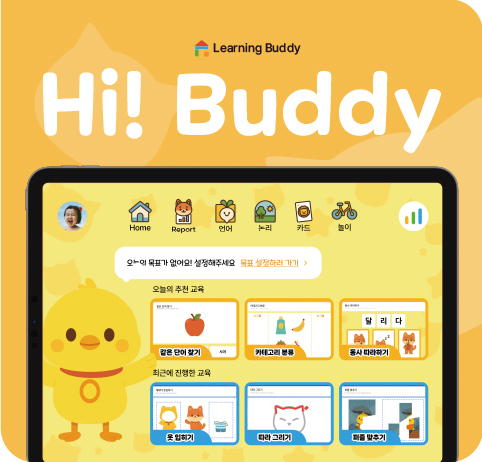 Learning Buddy
Hi! Buddy
Home Report 언어 논리 카드 놀이
오늘의 목표가 없어요! 설정해주세요 목표 설정하러 가기 >
오늘의 추천 교육
사과
달 리 다
같은 단어 찾기 카테고리 분류 동사 따라하기
최근에 진행한 교육
옷 입히기 따라 그리기 퍼즐 맞추기